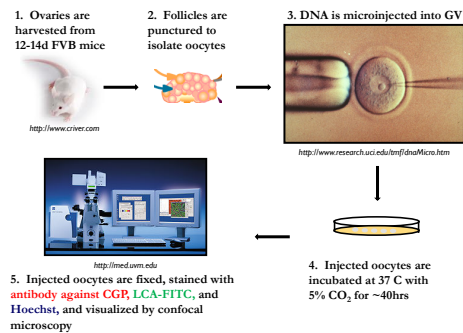 1. Ovaries are
harvested from
12-14d FVB mice
http://www.criver.com
2. Follicles are
punctured to
isolate oocytes
3. DNA is microinjected into GV
http://www.research.uci.edu/tmf/dnaMicro.htm
4. Injected oocytes are
incubated at 37 C with
5% CO2 for ~40hrs
http://med.uvm.edu
5. Injected oocytes are fixed, stained with
antibody against CGP, LCA-FITC, and
Hoechst, and visualized by confocal
microscopy